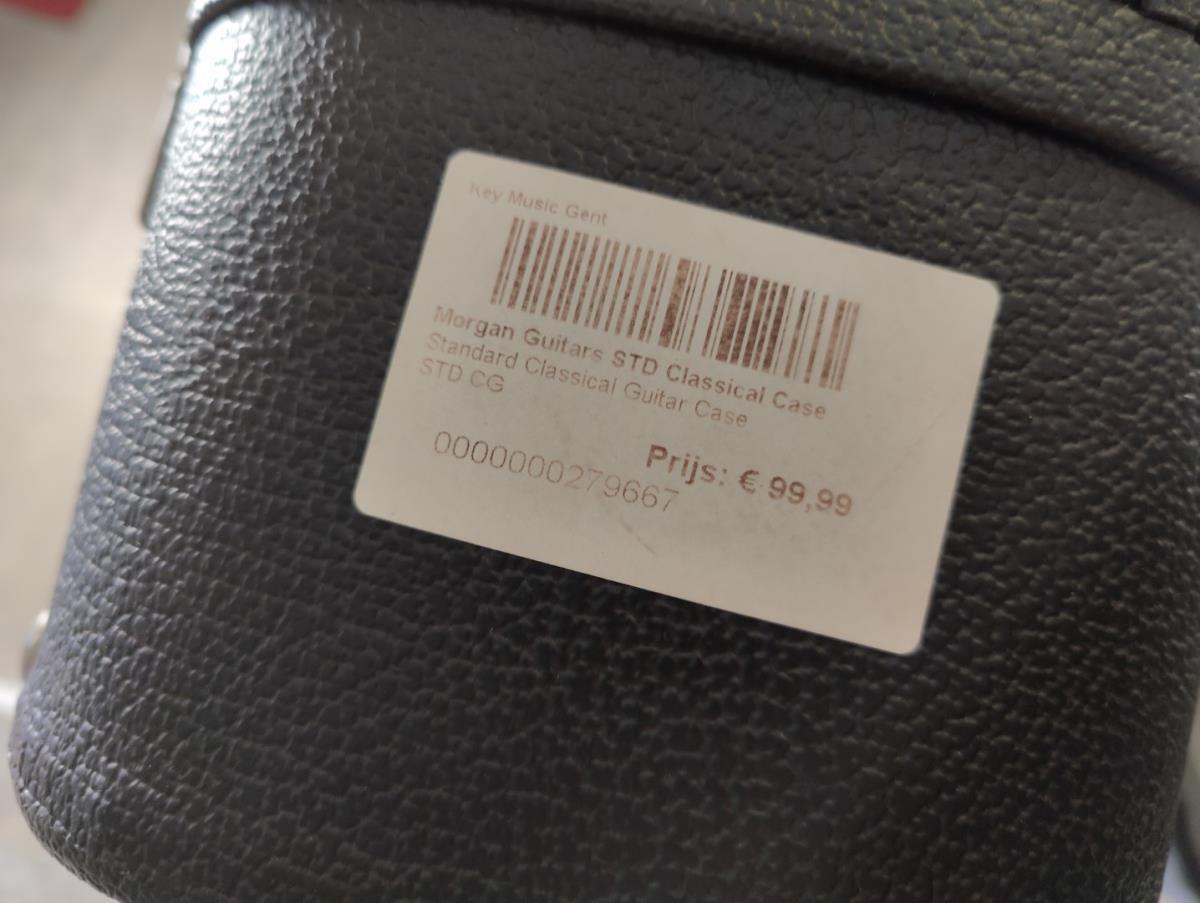 Key Music Gent
Morgan Guitars STD Classical Case
Standard Classical Guitar Case
STD CG
Prijs: € 99,99
0000000279667